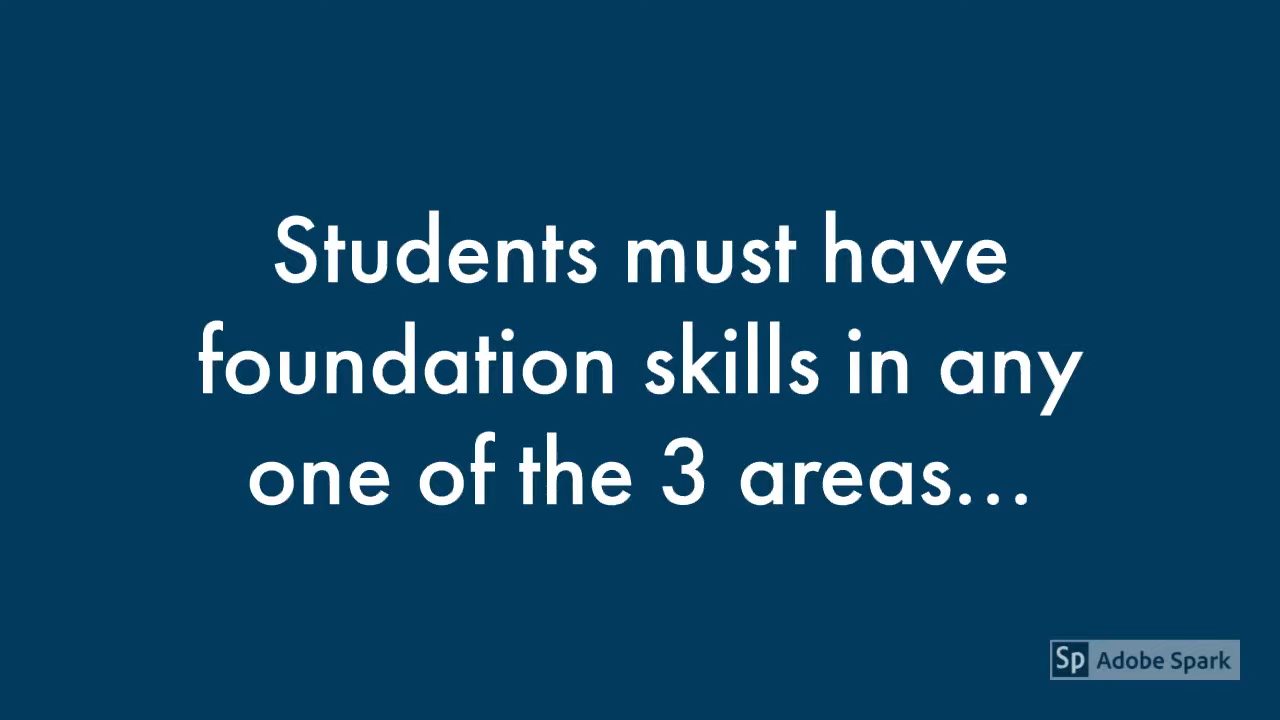 Students must have
foundation skills in any
one of the 3 areas...
Sp Adobe Spark